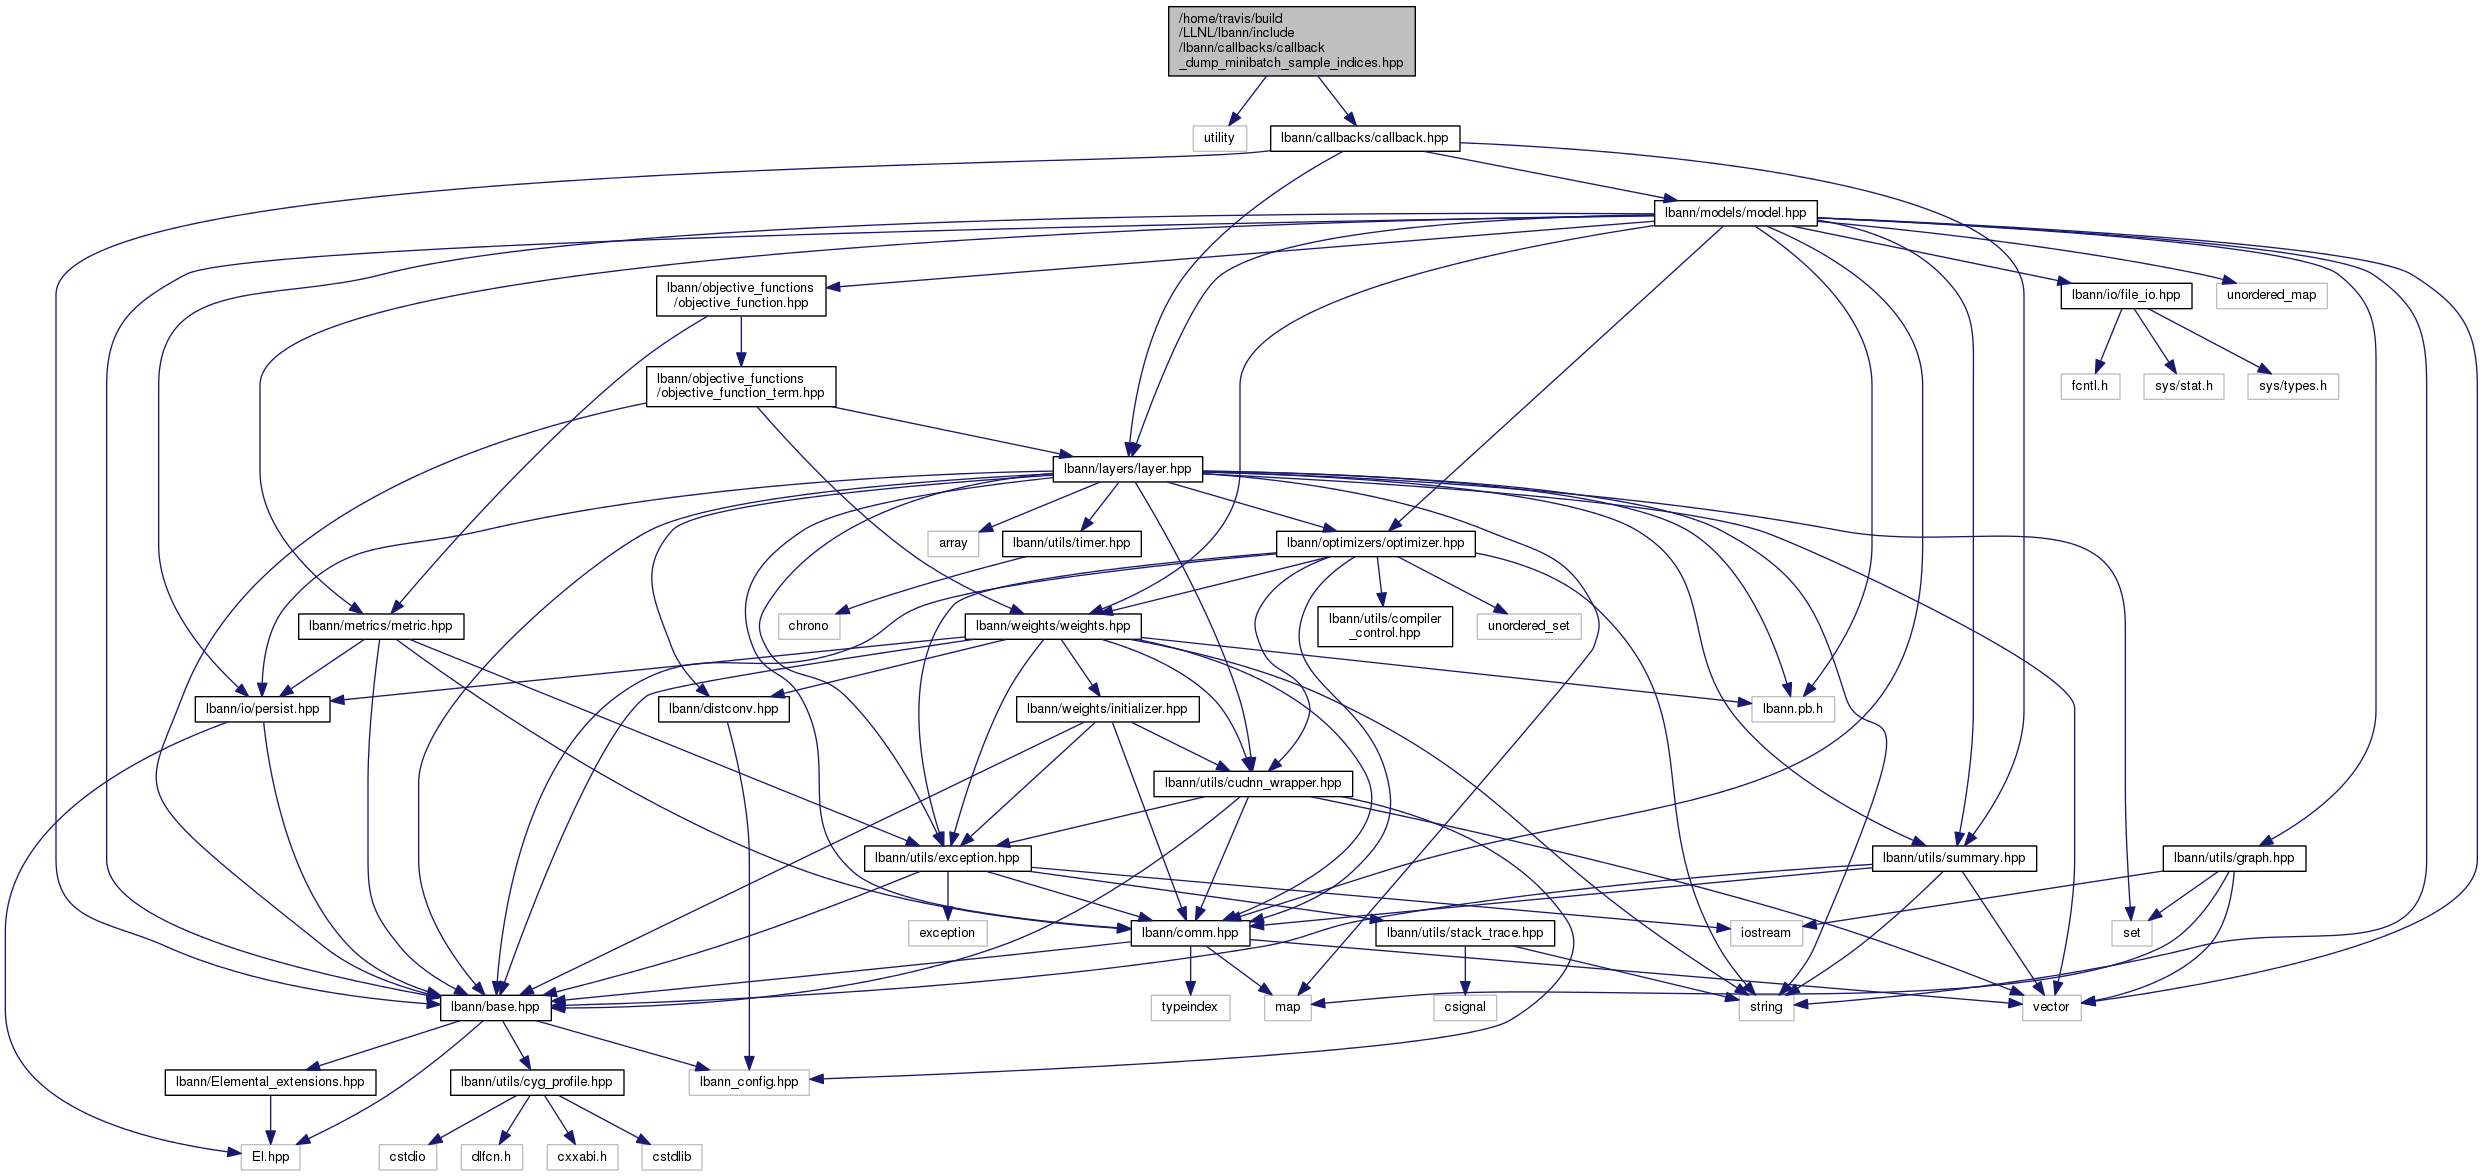 /home/travis/build
/LLNL/lbann/include
/lbann/callbacks/callback
_dump_minibatch_sample_indices.hpp
utility
lbann/callbacks/callback.hpp
lbann/models/model.hpp
lbann/objective_functions
/objective_function.hpp
lbann/io/file_io.hpp
unordered_map
lbann/objective_functions
/objective_function_term.hpp
fcntl.h
sys/stat.h
sys/types.h
lbann/layers/layer.hpp
array
lbann/utils/timer.hpp
lbann/optimizers/optimizer.hpp
lbann/metrics/metric.hpp
chrono
lbann/weights/weights.hpp
lbann/utils/compiler
_control.hpp
unordered_set
lbann/io/persist.hpp
lbann/distconv.hpp
lbann/weights/initializer.hpp
lbann.pb.h
lbann/utils/cudnn_wrapper.hpp
lbann/utils/exception.hpp
lbann/utils/summary.hpp
lbann/utils/graph.hpp
exception
lbann/comm.hpp
lbann/utils/stack_trace.hpp
iostream
set
lbann/base.hpp
typeindex
map
csignal
string
vector
lbann/Elemental_extensions.hpp
lbann/utils/cyg_profile.hpp
lbann_config.hpp
El.hpp
cstdio
dlfcn.h
cxxabi.h
cstdlib